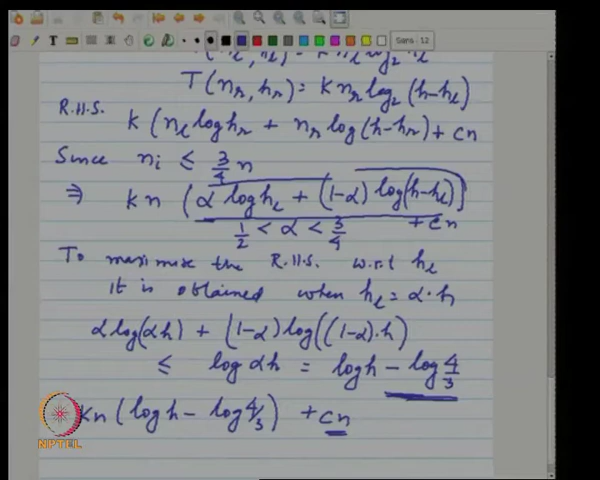 T(n_r, h_r) = k n_r log₂(h-h_l)
R.H.S.
k (n_l log h_r + n_r log(h-h_r) + cn
Since n_i ≤ 3/4 n
⇒ kn (α log h_l + (1-α) log(h-h_l)) + cn
1/2 < α < 3/4
To maximise the R.H.S. w.r.t h_l
it is obtained when h_l = α·h
α log(αh) + (1-α) log((1-α)·h)
≤ log αh = log h - log 4/3
kn (log h - log 4/3) + cn
NPTEL
Sans 12